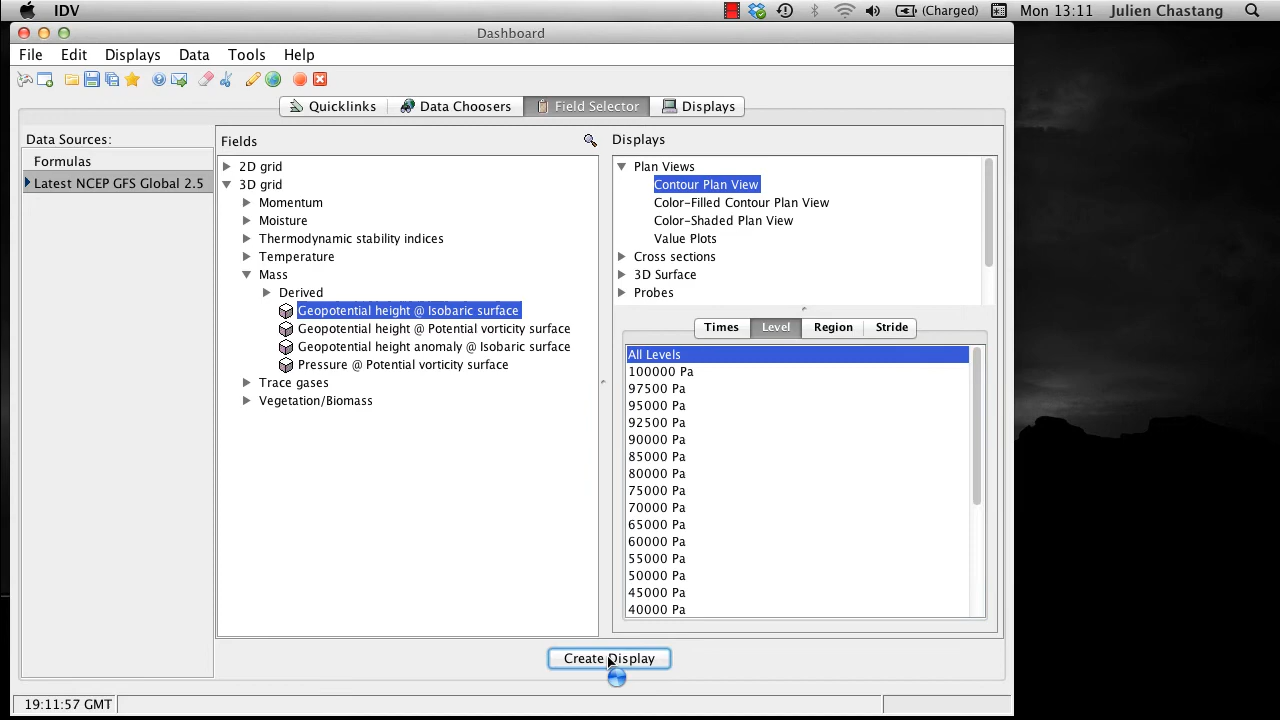 IDV
(Charged)
Mon 13:11
Julien Chastang
Dashboard
File
Edit
Displays
Data
Tools
Help
Quicklinks
Data Choosers
Field Selector
Displays
Data Sources:
Formulas
Latest NCEP GFS Global 2.5
Fields
2D grid
3D grid
Momentum
Moisture
Thermodynamic stability indices
Temperature
Mass
Derived
Geopotential height @ Isobaric surface
Geopotential height @ Potential vorticity surface
Geopotential height anomaly @ Isobaric surface
Pressure @ Potential vorticity surface
Trace gases
Vegetation/Biomass
Displays
Plan Views
Contour Plan View
Color-Filled Contour Plan View
Color-Shaded Plan View
Value Plots
Cross sections
3D Surface
Probes
Times
Level
Region
Stride
All Levels
100000 Pa
97500 Pa
95000 Pa
92500 Pa
90000 Pa
85000 Pa
80000 Pa
75000 Pa
70000 Pa
65000 Pa
60000 Pa
55000 Pa
50000 Pa
45000 Pa
40000 Pa
Create Display
19:11:57 GMT